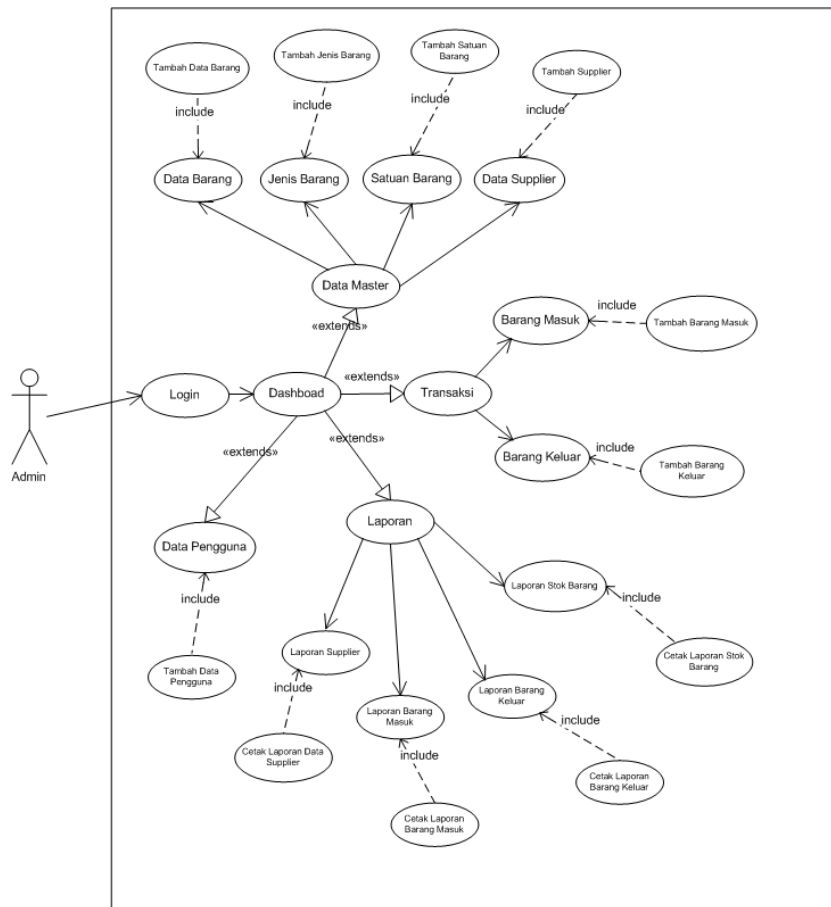 Tambah Data Barang
Tambah Jenis Barang
Tambah Satuan
Barang
Tambah Supplier
include
include
include
include
Data Barang
Jenis Barang
Satuan Barang
Data Supplier
Data Master
«extends»
Barang Masuk
include
Tambah Barang Masuk
Admin
Login
Dashboad
«extends»
Transaksi
«extends»
«extends»
Barang Keluar
include
Tambah Barang
Keluar
Laporan
Data Pengguna
include
Tambah Data
Pengguna
Laporan Stok Barang
include
Cetak Laporan Stok
Barang
Laporan Supplier
include
Cetak Laporan Data
Supplier
Laporan Barang
Masuk
include
Cetak Laporan
Barang Masuk
Laporan Barang
Keluar
include
Cetak Laporan
Barang Keluar